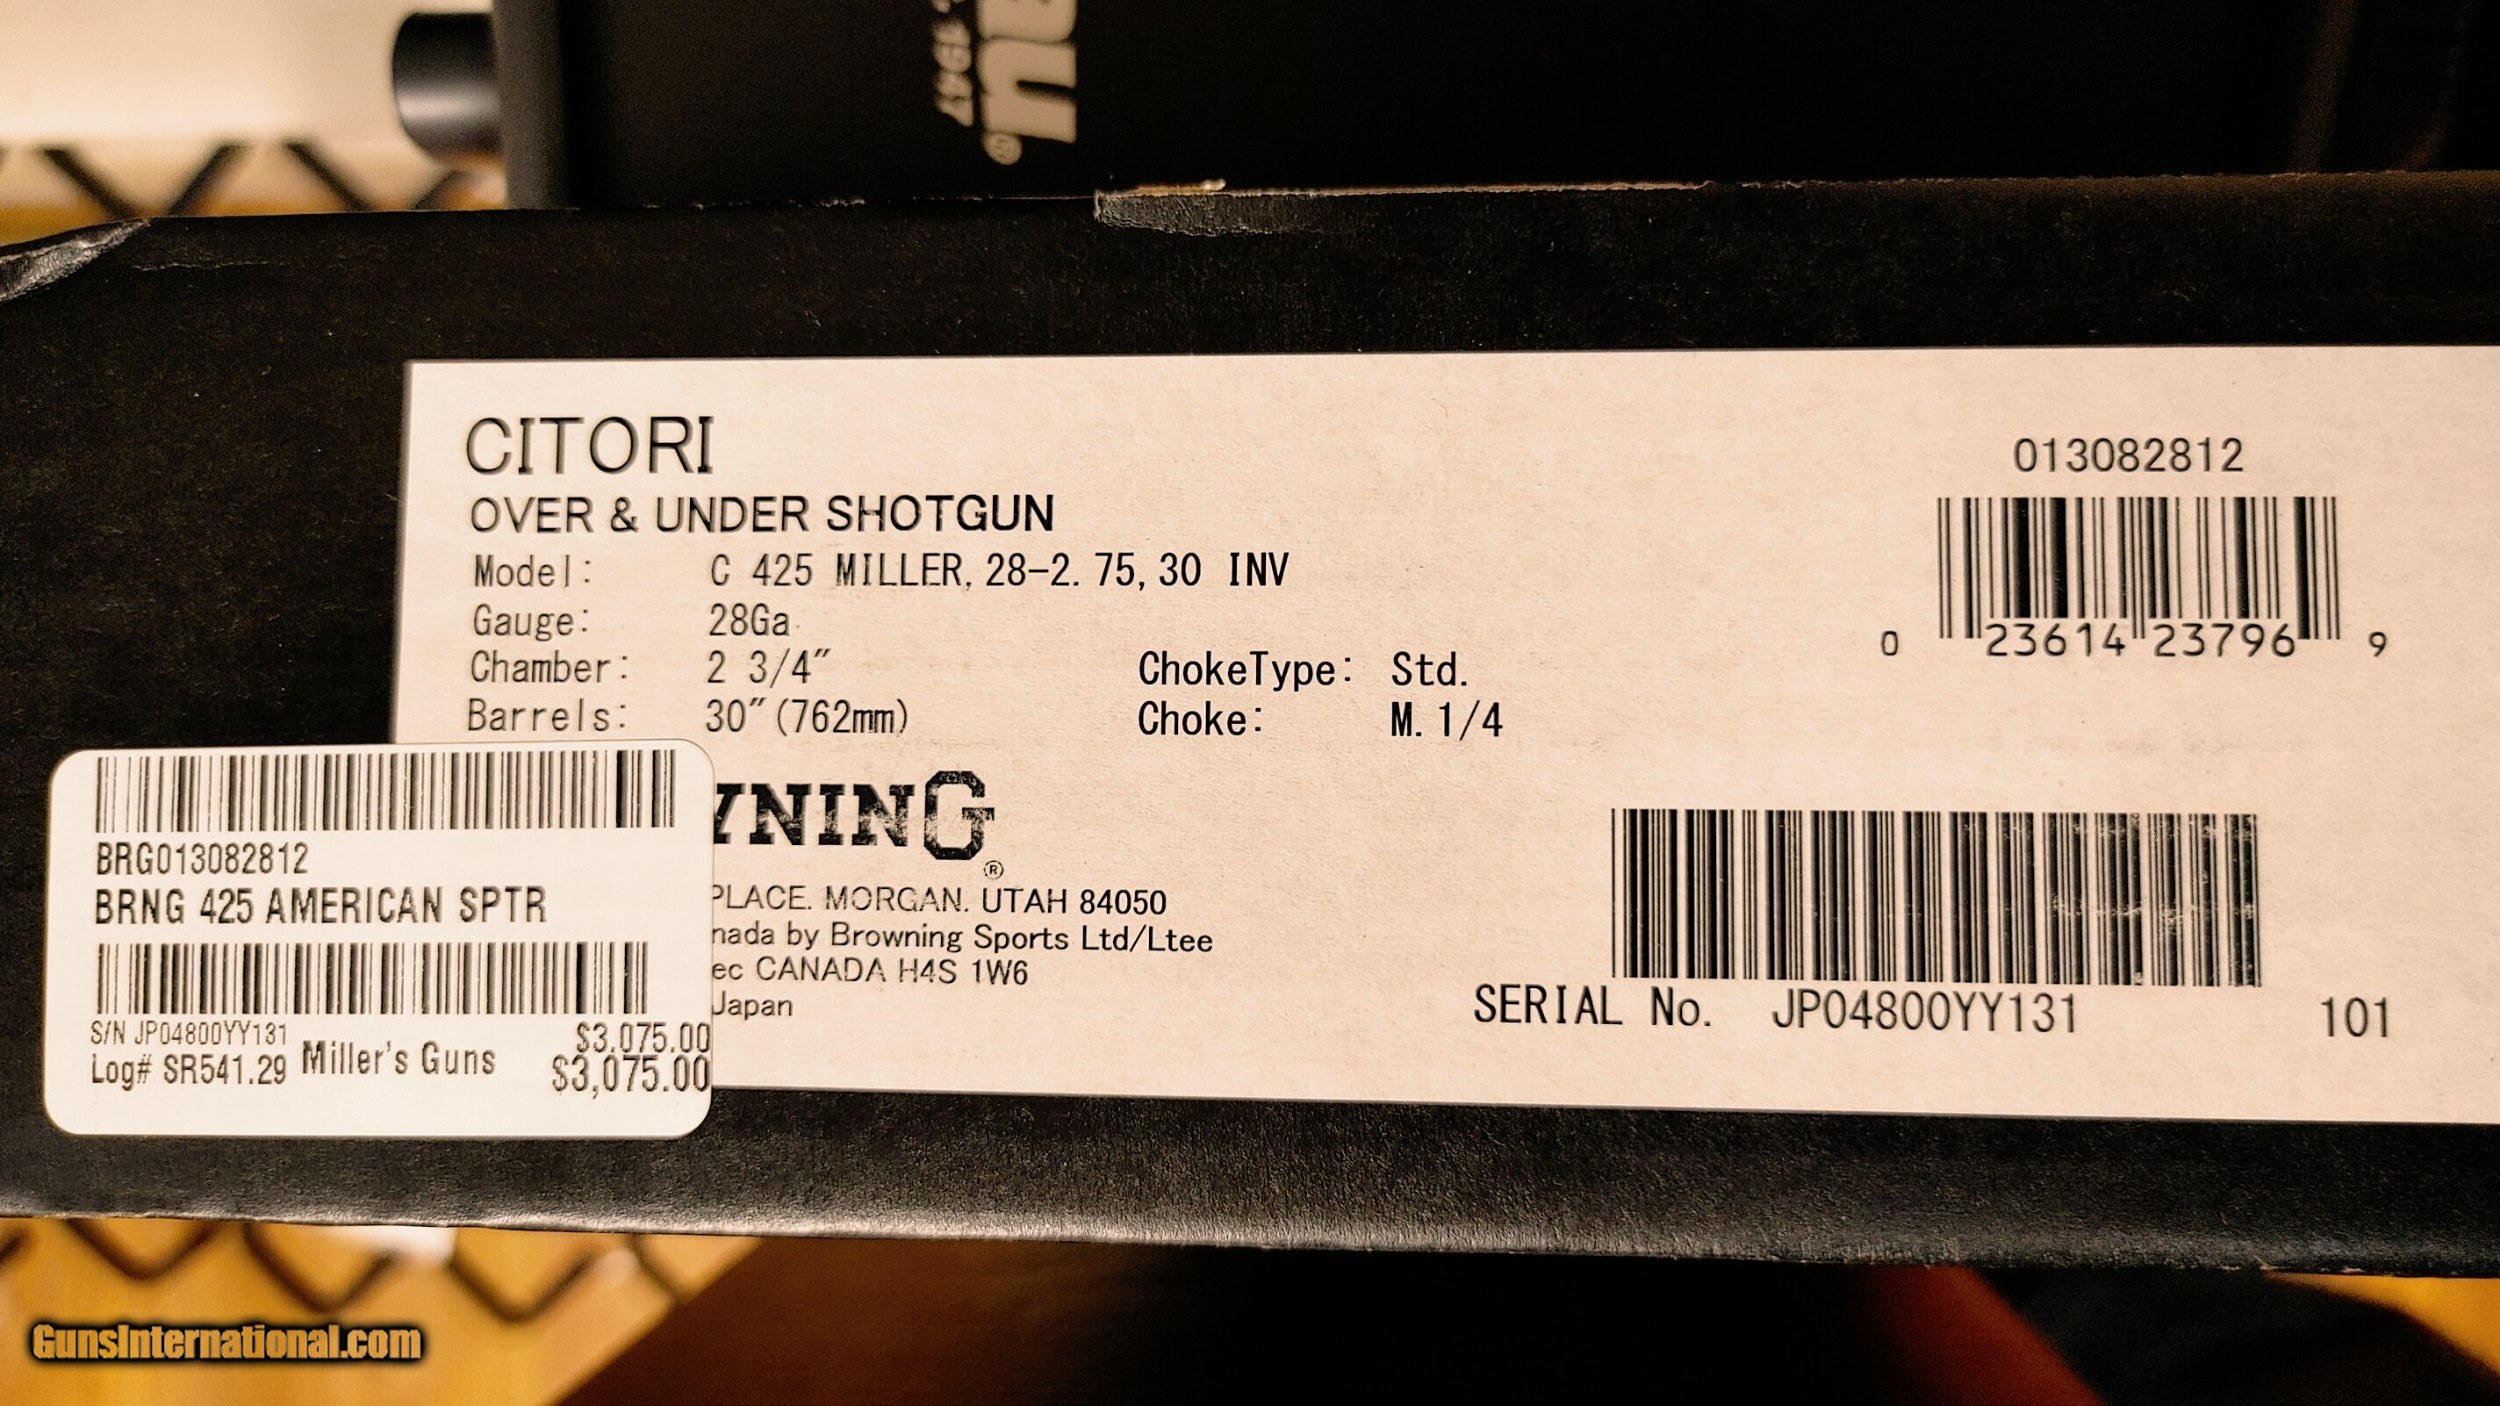 CITORI
OVER & UNDER SHOTGUN
Model: C 425 MILLER, 28-2.75, 30 INV
Gauge: 28Ga
Chamber: 2 3/4" ChokeType: Std.
Barrels: 30" (762mm) Choke: M. 1/4
013082812
0 23614 23796 9
YNING®
PLACE. MORGAN. UTAH 84050
nada by Browning Sports Ltd/Ltee
ec CANADA H4S 1W6
Japan
SERIAL No. JP04800YY131 101
BRG013082812
BRNG 425 AMERICAN SPTR
S/N JP04800YY131 $3,075.00
Log# SR541.29 Miller's Guns $3,075.00
GunsInternational.com